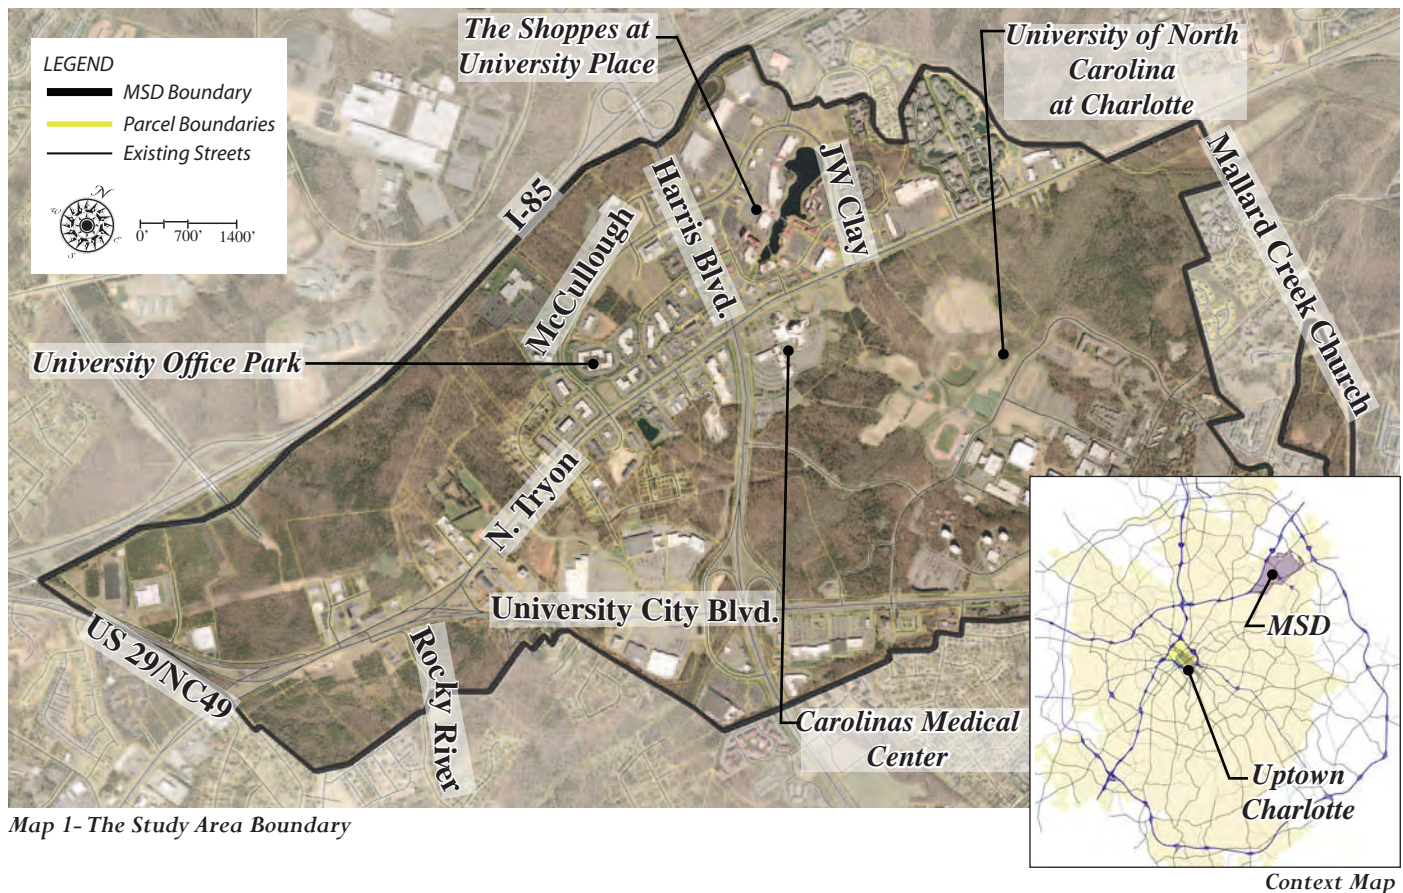 The Shoppes at
University Place
University of North
Carolina
at Charlotte
LEGEND
MSD Boundary
Parcel Boundaries
Existing Streets
N
W
S
0'
700'
1400'
I-85
McCullough
Harris Blvd.
JW Clay
Mallard Creek Church
University Office Park
N. Tryon
University City Blvd.
US 29/NC49
Rocky River
Carolinas Medical
Center
MSD
Uptown
Charlotte
Map 1- The Study Area Boundary
Context Map